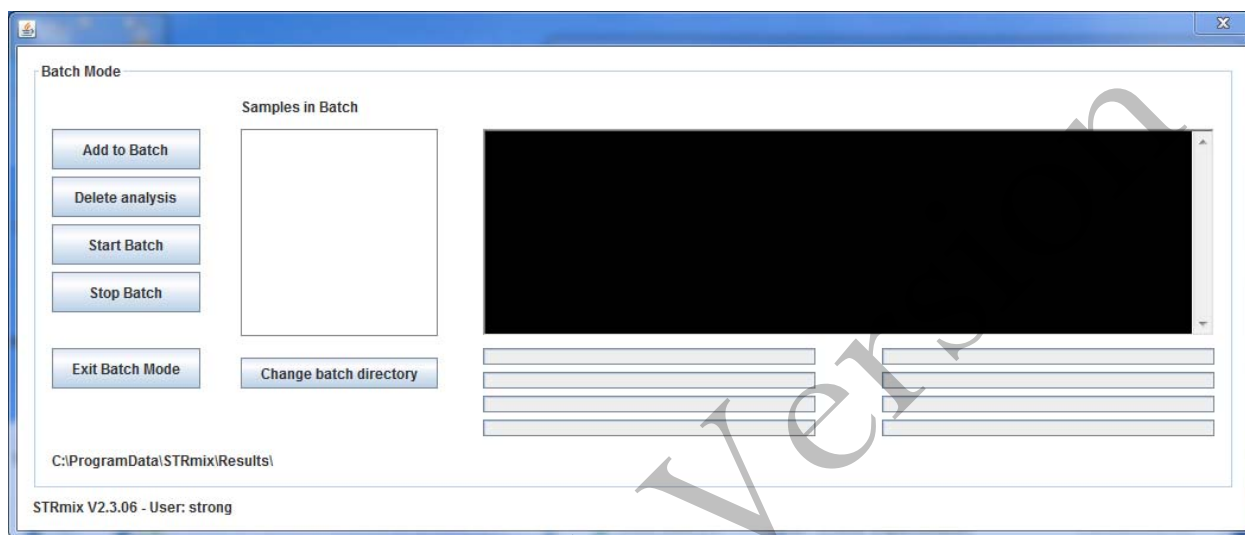 Batch Mode
Samples in Batch
Add to Batch
Delete analysis
Start Batch
Stop Batch
Exit Batch Mode
Change batch directory
C:\ProgramData\STRmix\Results\
STRmix V2.3.06 - User: strong
Version